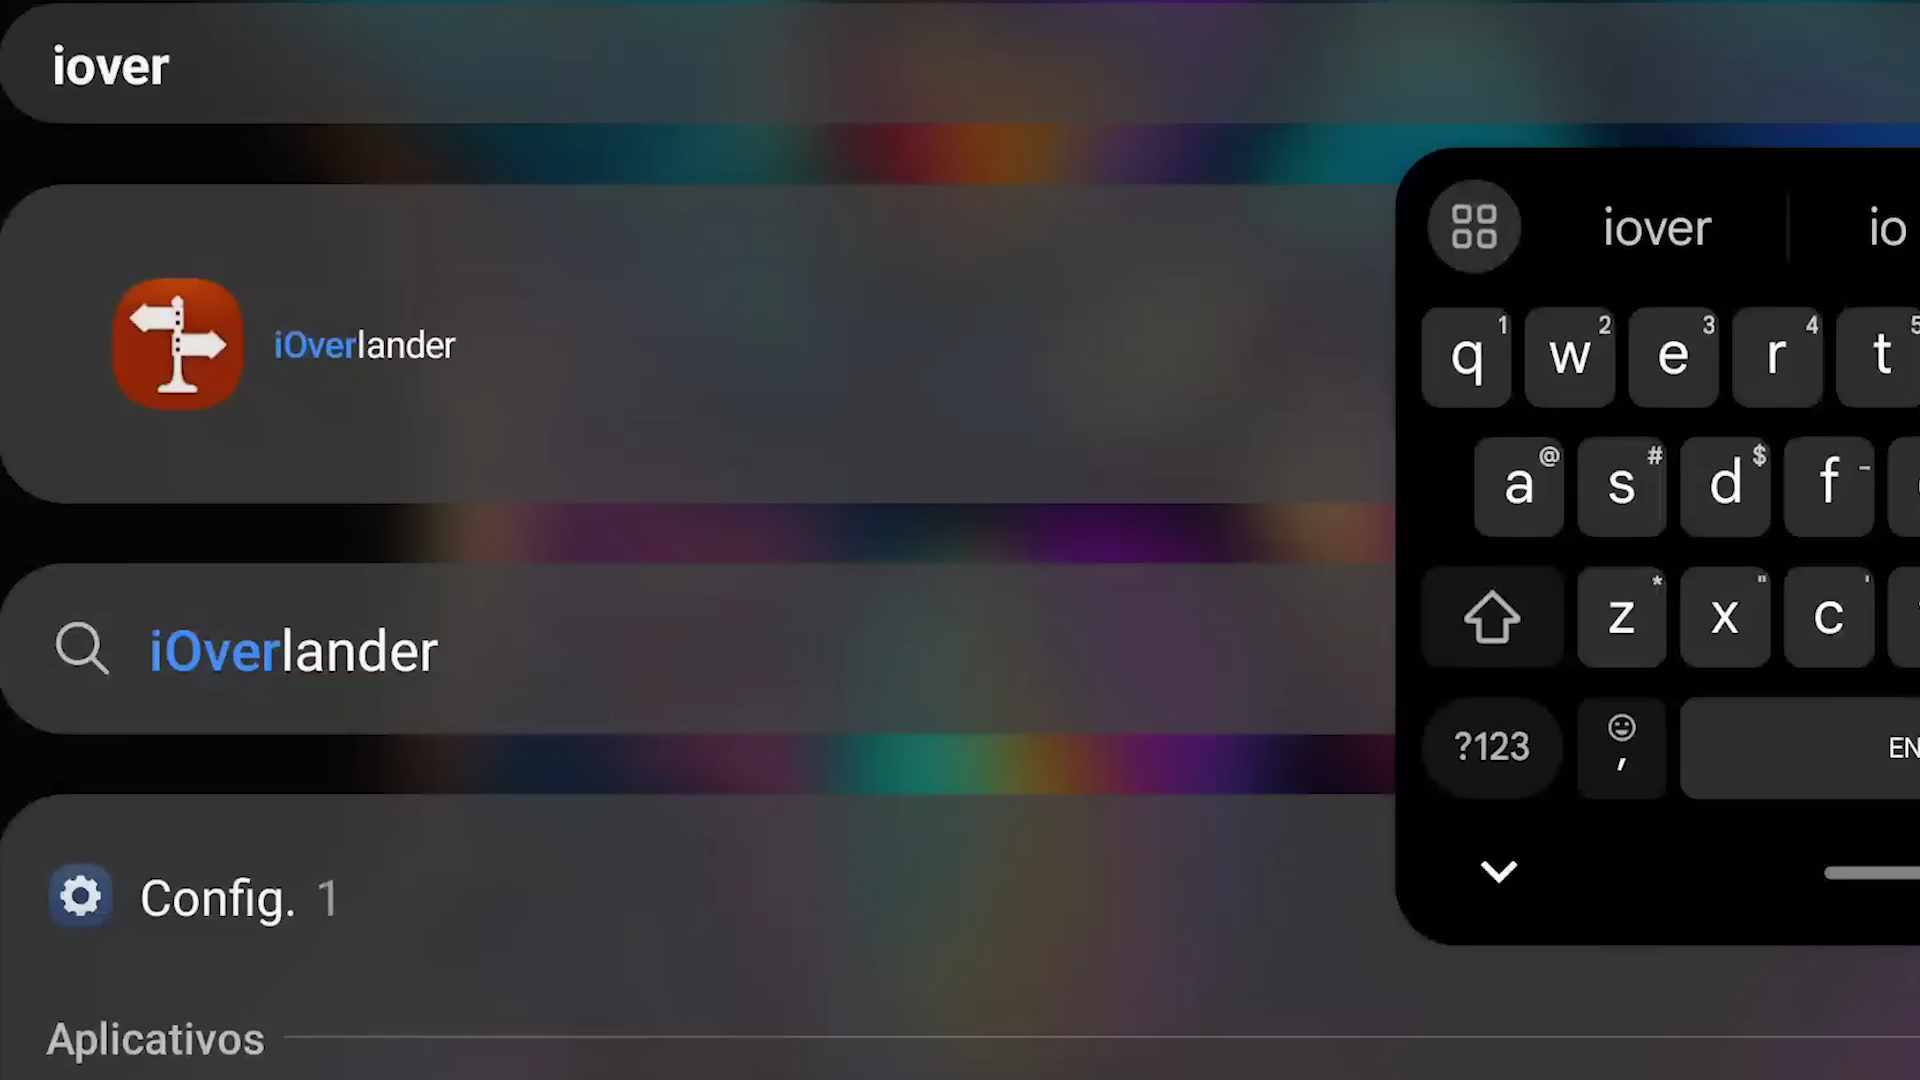 iover
iOverlander
iOverlander
Config. 1
Aplicativos
iover io
q 1 w 2 e 3 r 4 t 5
a @ s # d $ f -
z * x " c '
?123 , EN